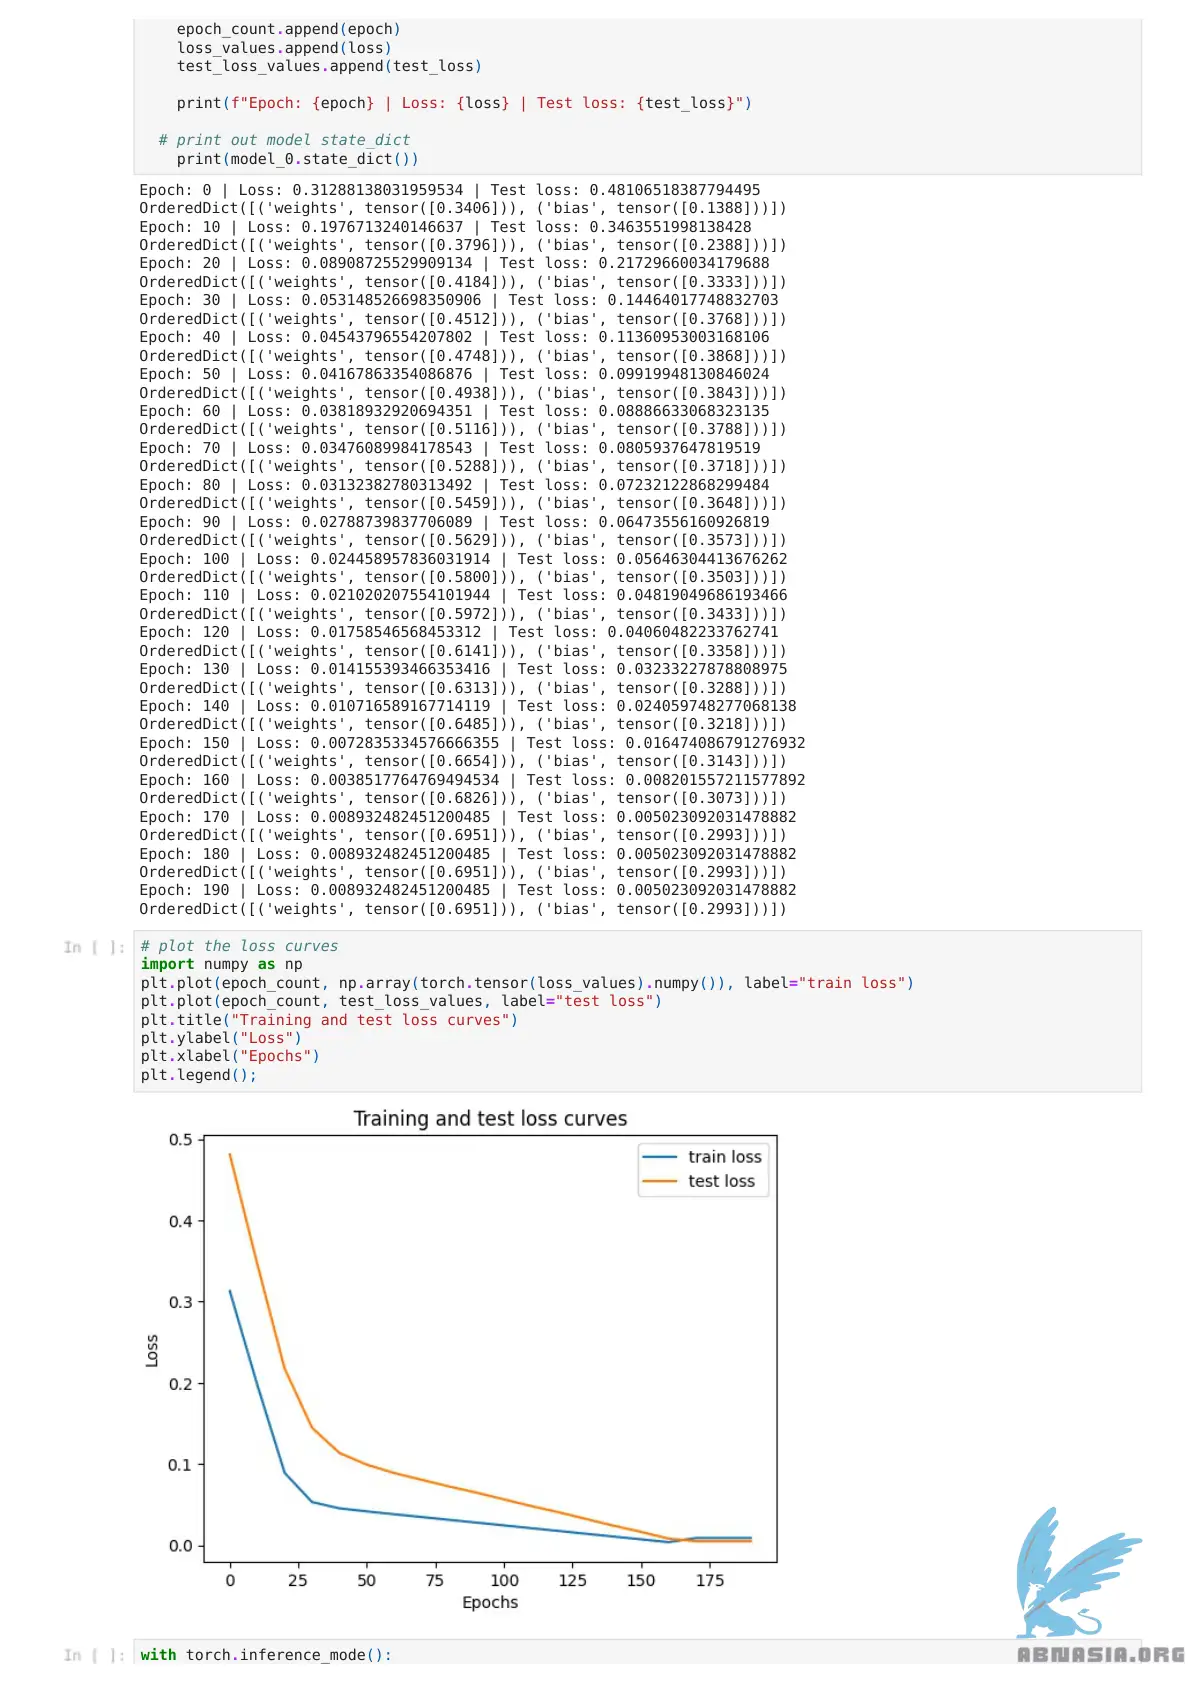 epoch_count.append(epoch)
loss_values.append(loss)
test_loss_values.append(test_loss)
print(f"Epoch: {epoch} | Loss: {loss} | Test loss: {test_loss}")
# print out model state_dict
print(model_0.state_dict())
Epoch: 0 | Loss: 0.31288138031959534 | Test loss: 0.48106518387794495
OrderedDict([('weights', tensor([0.3406])), ('bias', tensor([0.1388]))])
Epoch: 10 | Loss: 0.1976713240146637 | Test loss: 0.3463551998138428
OrderedDict([('weights', tensor([0.3796])), ('bias', tensor([0.2388]))])
Epoch: 20 | Loss: 0.08908725529909134 | Test loss: 0.21729660034179688
OrderedDict([('weights', tensor([0.4184])), ('bias', tensor([0.3333]))])
Epoch: 30 | Loss: 0.053148526698350906 | Test loss: 0.14464017748832703
OrderedDict([('weights', tensor([0.4512])), ('bias', tensor([0.3768]))])
Epoch: 40 | Loss: 0.04543796554207802 | Test loss: 0.11360953003168106
OrderedDict([('weights', tensor([0.4748])), ('bias', tensor([0.3868]))])
Epoch: 50 | Loss: 0.04167863354086876 | Test loss: 0.09919948130846024
OrderedDict([('weights', tensor([0.4938])), ('bias', tensor([0.3843]))])
Epoch: 60 | Loss: 0.03818932920694351 | Test loss: 0.08886633068323135
OrderedDict([('weights', tensor([0.5116])), ('bias', tensor([0.3788]))])
Epoch: 70 | Loss: 0.03476089984178543 | Test loss: 0.0805937647819519
OrderedDict([('weights', tensor([0.5288])), ('bias', tensor([0.3718]))])
Epoch: 80 | Loss: 0.03132382780313492 | Test loss: 0.07232122868299484
OrderedDict([('weights', tensor([0.5459])), ('bias', tensor([0.3648]))])
Epoch: 90 | Loss: 0.02788739837706089 | Test loss: 0.06473556160926819
OrderedDict([('weights', tensor([0.5629])), ('bias', tensor([0.3573]))])
Epoch: 100 | Loss: 0.024458957836031914 | Test loss: 0.05646304413676262
OrderedDict([('weights', tensor([0.5800])), ('bias', tensor([0.3503]))])
Epoch: 110 | Loss: 0.021020207554101944 | Test loss: 0.04819049686193466
OrderedDict([('weights', tensor([0.5972])), ('bias', tensor([0.3433]))])
Epoch: 120 | Loss: 0.01758546568453312 | Test loss: 0.04060482233762741
OrderedDict([('weights', tensor([0.6141])), ('bias', tensor([0.3358]))])
Epoch: 130 | Loss: 0.014155393466353416 | Test loss: 0.03233227878808975
OrderedDict([('weights', tensor([0.6313])), ('bias', tensor([0.3288]))])
Epoch: 140 | Loss: 0.010716589167714119 | Test loss: 0.024059748277068138
OrderedDict([('weights', tensor([0.6485])), ('bias', tensor([0.3218]))])
Epoch: 150 | Loss: 0.0072835334576666355 | Test loss: 0.016474086791276932
OrderedDict([('weights', tensor([0.6654])), ('bias', tensor([0.3143]))])
Epoch: 160 | Loss: 0.0038517764769494534 | Test loss: 0.008201557211577892
OrderedDict([('weights', tensor([0.6826])), ('bias', tensor([0.3073]))])
Epoch: 170 | Loss: 0.008932482451200485 | Test loss: 0.005023092031478882
OrderedDict([('weights', tensor([0.6951])), ('bias', tensor([0.2993]))])
Epoch: 180 | Loss: 0.008932482451200485 | Test loss: 0.005023092031478882
OrderedDict([('weights', tensor([0.6951])), ('bias', tensor([0.2993]))])
Epoch: 190 | Loss: 0.008932482451200485 | Test loss: 0.005023092031478882
OrderedDict([('weights', tensor([0.6951])), ('bias', tensor([0.2993]))])
In [ ]:
# plot the loss curves
import numpy as np
plt.plot(epoch_count, np.array(torch.tensor(loss_values).numpy()), label="train loss")
plt.plot(epoch_count, test_loss_values, label="test loss")
plt.title("Training and test loss curves")
plt.ylabel("Loss")
plt.xlabel("Epochs")
plt.legend();
Training and test loss curves
train loss
test loss
0.5
0.4
0.3
0.2
0.1
0.0
Loss
0 25 50 75 100 125 150 175
Epochs
In [ ]:
with torch.inference_mode():
ABNASIA.ORG